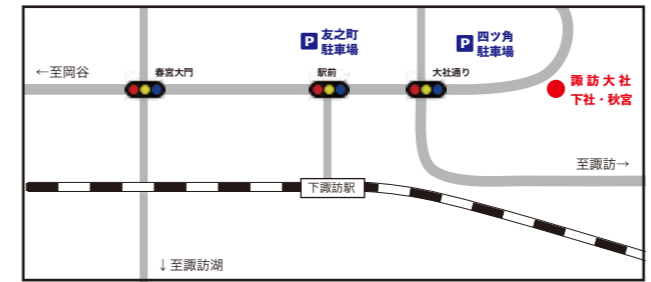 P 友之町
駐車場
P 四ツ角
駐車場
←至岡谷
春宮大門
駅前
大社通り
諏訪大社
下社・秋宮
至諏訪→
下諏訪駅
↓至諏訪湖